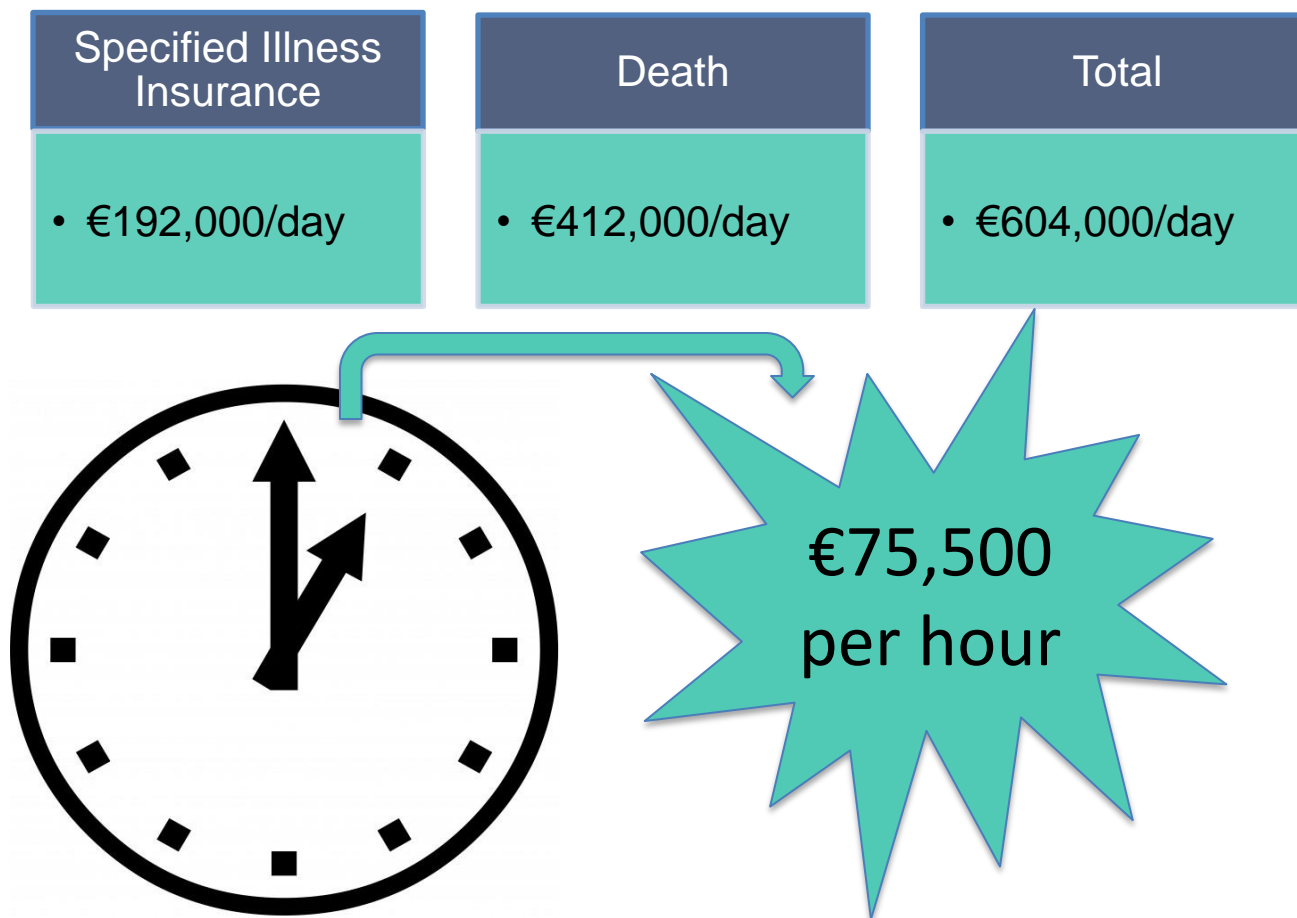 Specified Illness
Insurance
Death
Total
• €192,000/day
• €412,000/day
• €604,000/day
€75,500
per hour